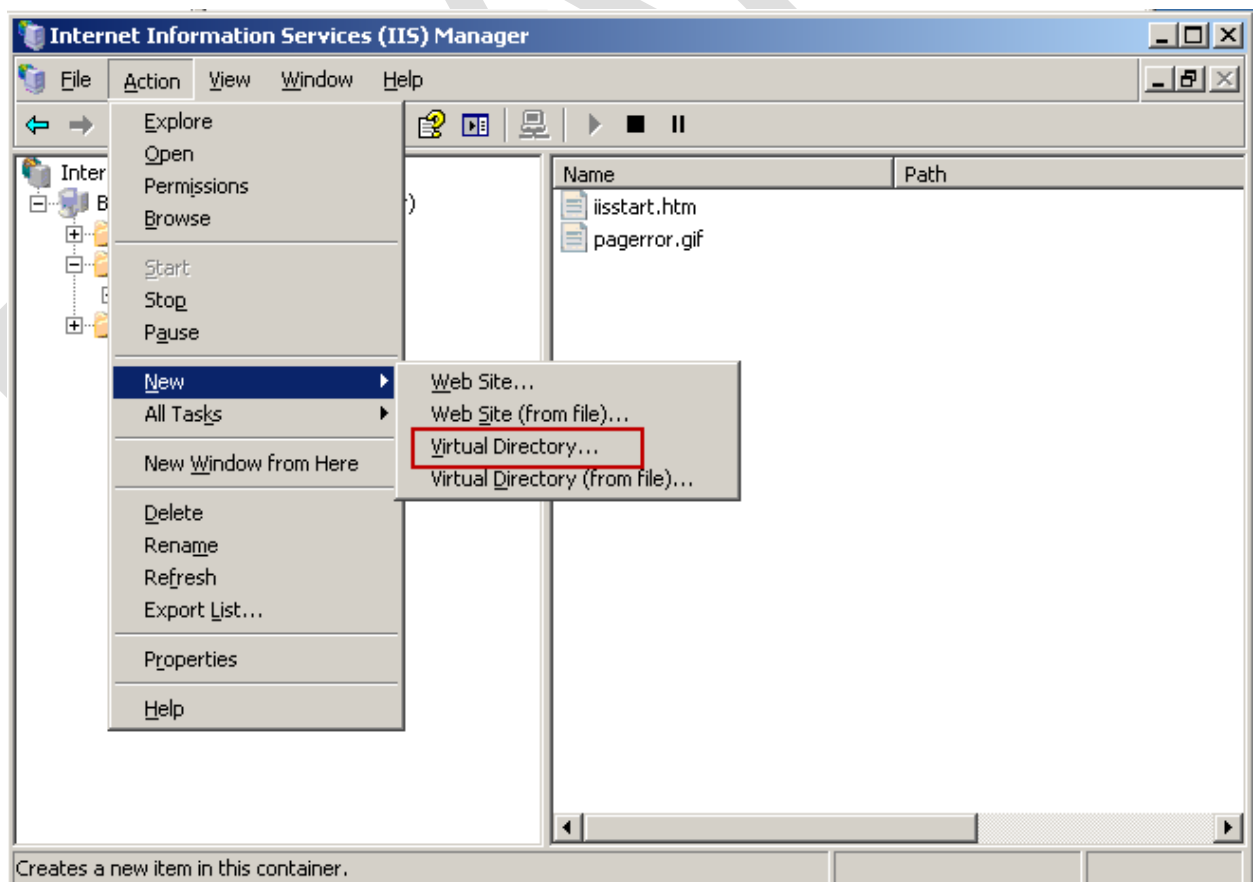 Internet Information Services (IIS) Manager
File Action View Window Help
Explore
Open
Permissions
Browse
Start
Stop
Pause
New
All Tasks
New Window from Here
Delete
Rename
Refresh
Export List...
Properties
Help
Web Site...
Web Site (from file)...
Virtual Directory...
Virtual Directory (from file)...
Inter
B
)
Name Path
iisstart.htm
pagerror.gif
Creates a new item in this container.